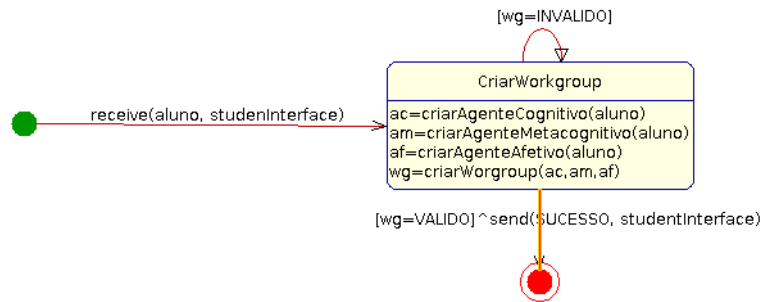 [wg=INVALIDO]
CriarWorkgroup
receive(aluno, studenInterface)
ac=criarAgenteCognitivo(aluno)
am=criarAgenteMetacognitivo(aluno)
af=criarAgenteAfetivo(aluno)
wg=criarWorgroup(ac,am,af)
[wg=VALIDO]^send(SUCESSO, studentInterface)